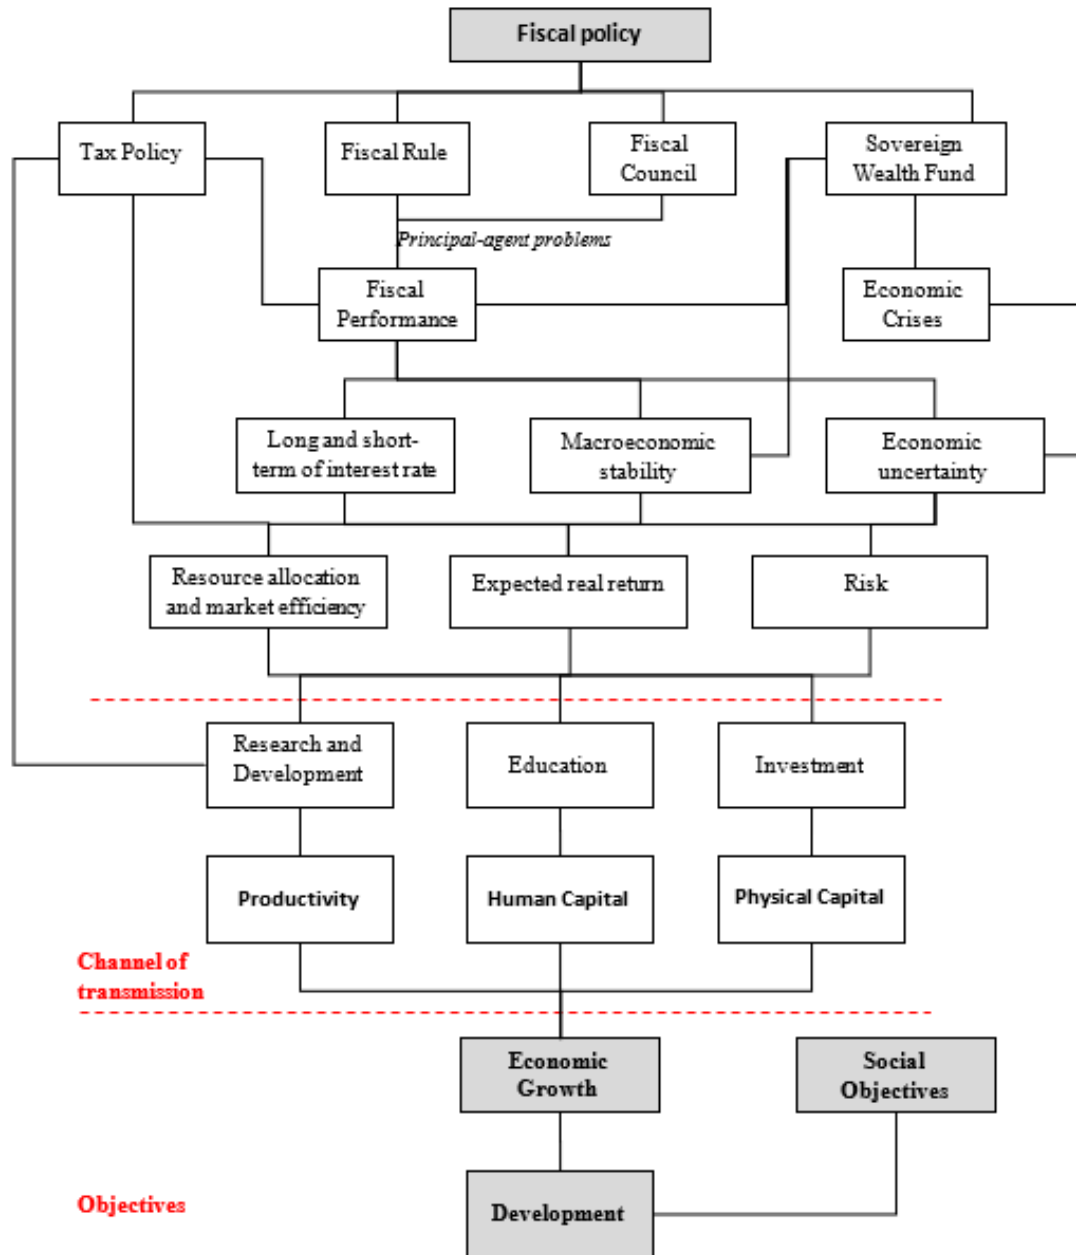 Fiscal policy
Tax Policy
Fiscal Rule
Fiscal
Council
Sovereign
Wealth Fund
Principal-agent problems
Fiscal
Performance
Economic
Crises
Long and short-
term of interest rate
Macroeconomic
stability
Economic
uncertainty
Resource allocation
and market efficiency
Expected real return
Risk
Research and
Development
Education
Investment
Productivity
Human Capital
Physical Capital
Channel of
transmission
Economic
Growth
Social
Objectives
Objectives
Development